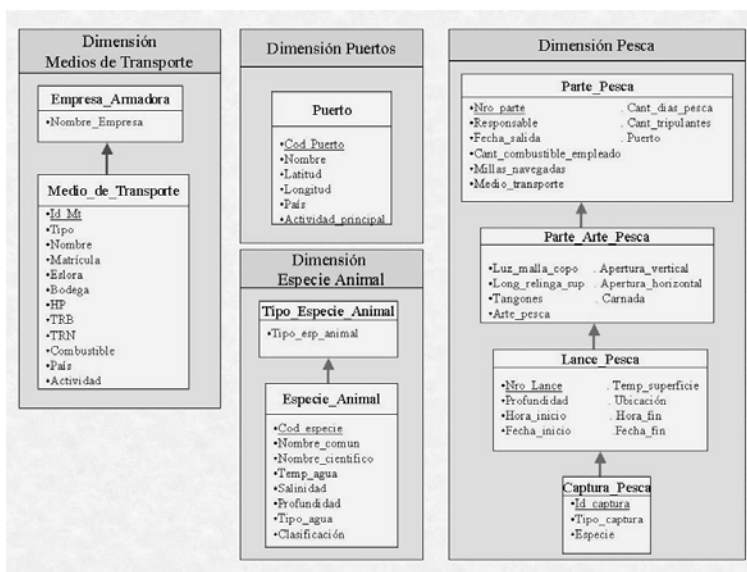 Dimensión
Medios de Transporte
Empresa_Armadora
•Nombre_Empresa
Medio_de_Transporte
•Id_Mt
•Tipo
•Nombre
•Matrícula
•Eslora
•Bodega
•HP
•TRB
•TRN
•Combustible
•País
•Actividad
Dimensión Puertos
Puerto
•Cod_Puerto
•Nombre
•Latitud
•Longitud
•País
•Actividad_principal
Dimensión
Especie Animal
Tipo_Especie_Animal
•Tipo_esp_animal
Especie_Animal
•Cod_especie
•Nombre_comun
•Nombre_cientifico
•Temp_agua
•Salinidad
•Profundidad
•Tipo_agua
•Clasificación
Dimensión Pesca
Parte_Pesca
•Nro_parte . Cant_dias_pesca
•Responsable . Cant_tripulantes
•Fecha_salida . Puerto
•Cant_combustible_empleado
•Millas_navegadas
•Medio_transporte
Parte_Arte_Pesca
•Luz_malla_copo . Apertura_vertical
•Long_relinga_sup . Apertura_horizontal
•Tangones . Carnada
•Arte_pesca
Lance_Pesca
•Nro_Lance . Temp_superficie
•Profundidad . Ubicación
•Hora_inicio . Hora_fin
•Fecha_inicio . Fecha_fin
Captura_Pesca
•Id_captura
•Tipo_captura
•Especie